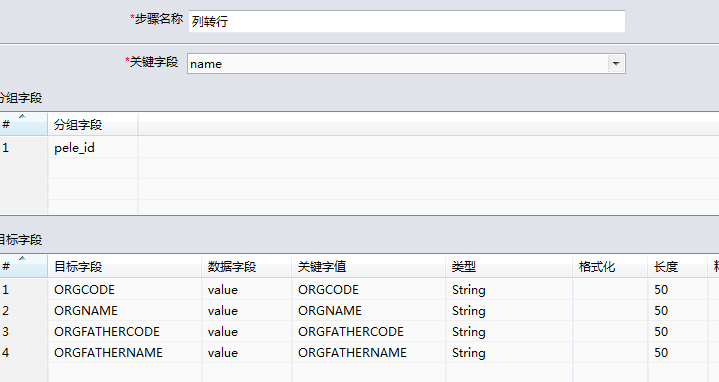 *步骤名称 列转行
*关键字段 name
分组字段
# 分组字段
1 pele_id
目标字段
# 目标字段 数据字段 关键字值 类型 格式化 长度
1 ORGCODE value ORGCODE String 50
2 ORGNAME value ORGNAME String 50
3 ORGFATHERCODE value ORGFATHERCODE String 50
4 ORGFATHERNAME value ORGFATHERNAME String 50